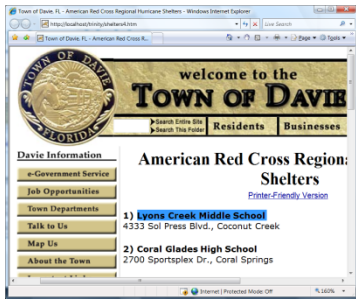 Town of Davie, FL - American Red Cross Regional Hurricane Shelters - Windows Internet Explorer
http://localhost/trinity/shelters4.htm
Live Search
Town of Davie, FL - American Red Cross R...
Page
Tools
TOWN OF DAVIE
FLORIDA
welcome to the
TOWN OF DAVIE
Search Entire Site
Search This Folder
Residents
Businesses
Davie Information
e-Government Service
Job Opportunities
Town Departments
Talk to Us
Map Us
About the Town
American Red Cross Regiona
Shelters
Printer-Friendly Version
1) Lyons Creek Middle School
4333 Sol Press Blvd., Coconut Creek
2) Coral Glades High School
2700 Sportsplex Dr., Coral Springs
Internet | Protected Mode: Off
160%